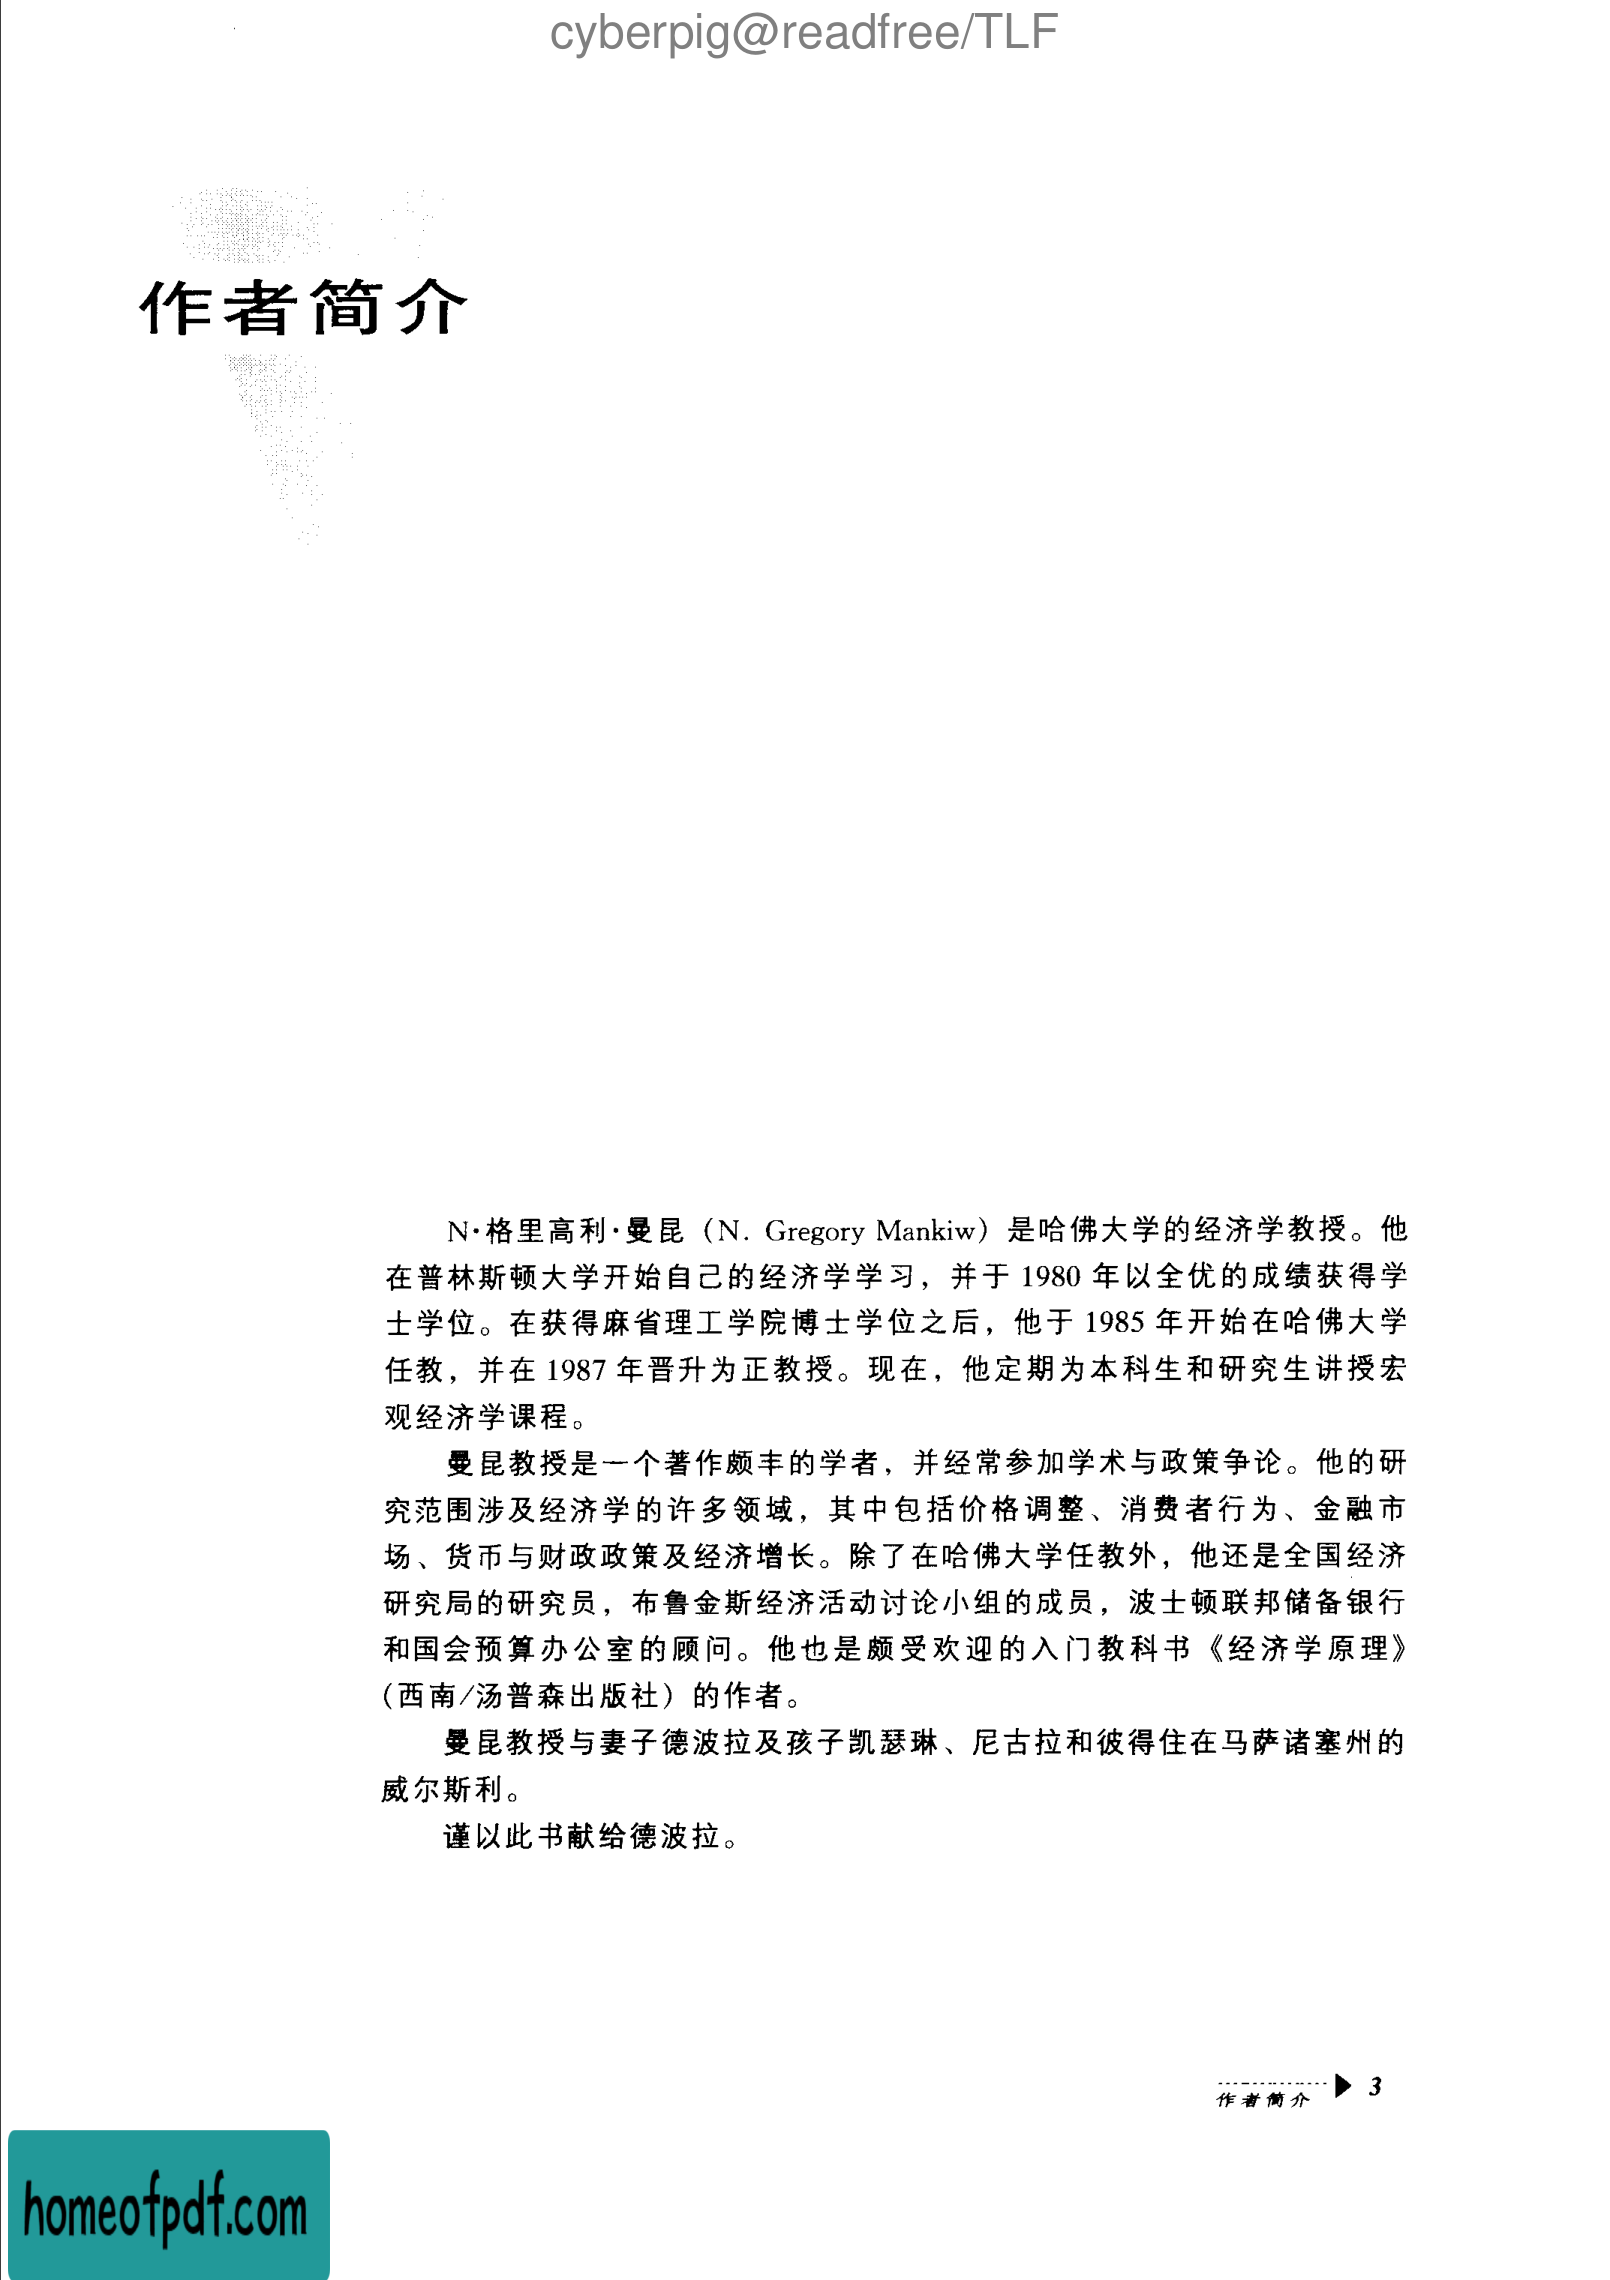 cyberpig@readfree/TLF
作者简介
N·格里高利·曼昆（N. Gregory Mankiw）是哈佛大学的经济学教授。他
在普林斯顿大学开始自己的经济学学习，并于 1980 年以全优的成绩获得学
士学位。在获得麻省理工学院博士学位之后，他于 1985 年开始在哈佛大学
任教，并在 1987 年晋升为正教授。现在，他定期为本科生和研究生讲授宏
观经济学课程。
曼昆教授是一个著作颇丰的学者，并经常参加学术与政策争论。他的研
究范围涉及经济学的许多领域，其中包括价格调整、消费者行为、金融市
场、货币与财政政策及经济增长。除了在哈佛大学任教外，他还是全国经济
研究局的研究员，布鲁金斯经济活动讨论小组的成员，波士顿联邦储备银行
和国会预算办公室的顾问。他也是颇受欢迎的入门教科书《经济学原理》
（西南/汤普森出版社）的作者。
曼昆教授与妻子德波拉及孩子凯瑟琳、尼古拉和彼得住在马萨诸塞州的
威尔斯利。
谨以此书献给德波拉。
作者简介 3
homeofpdf.com